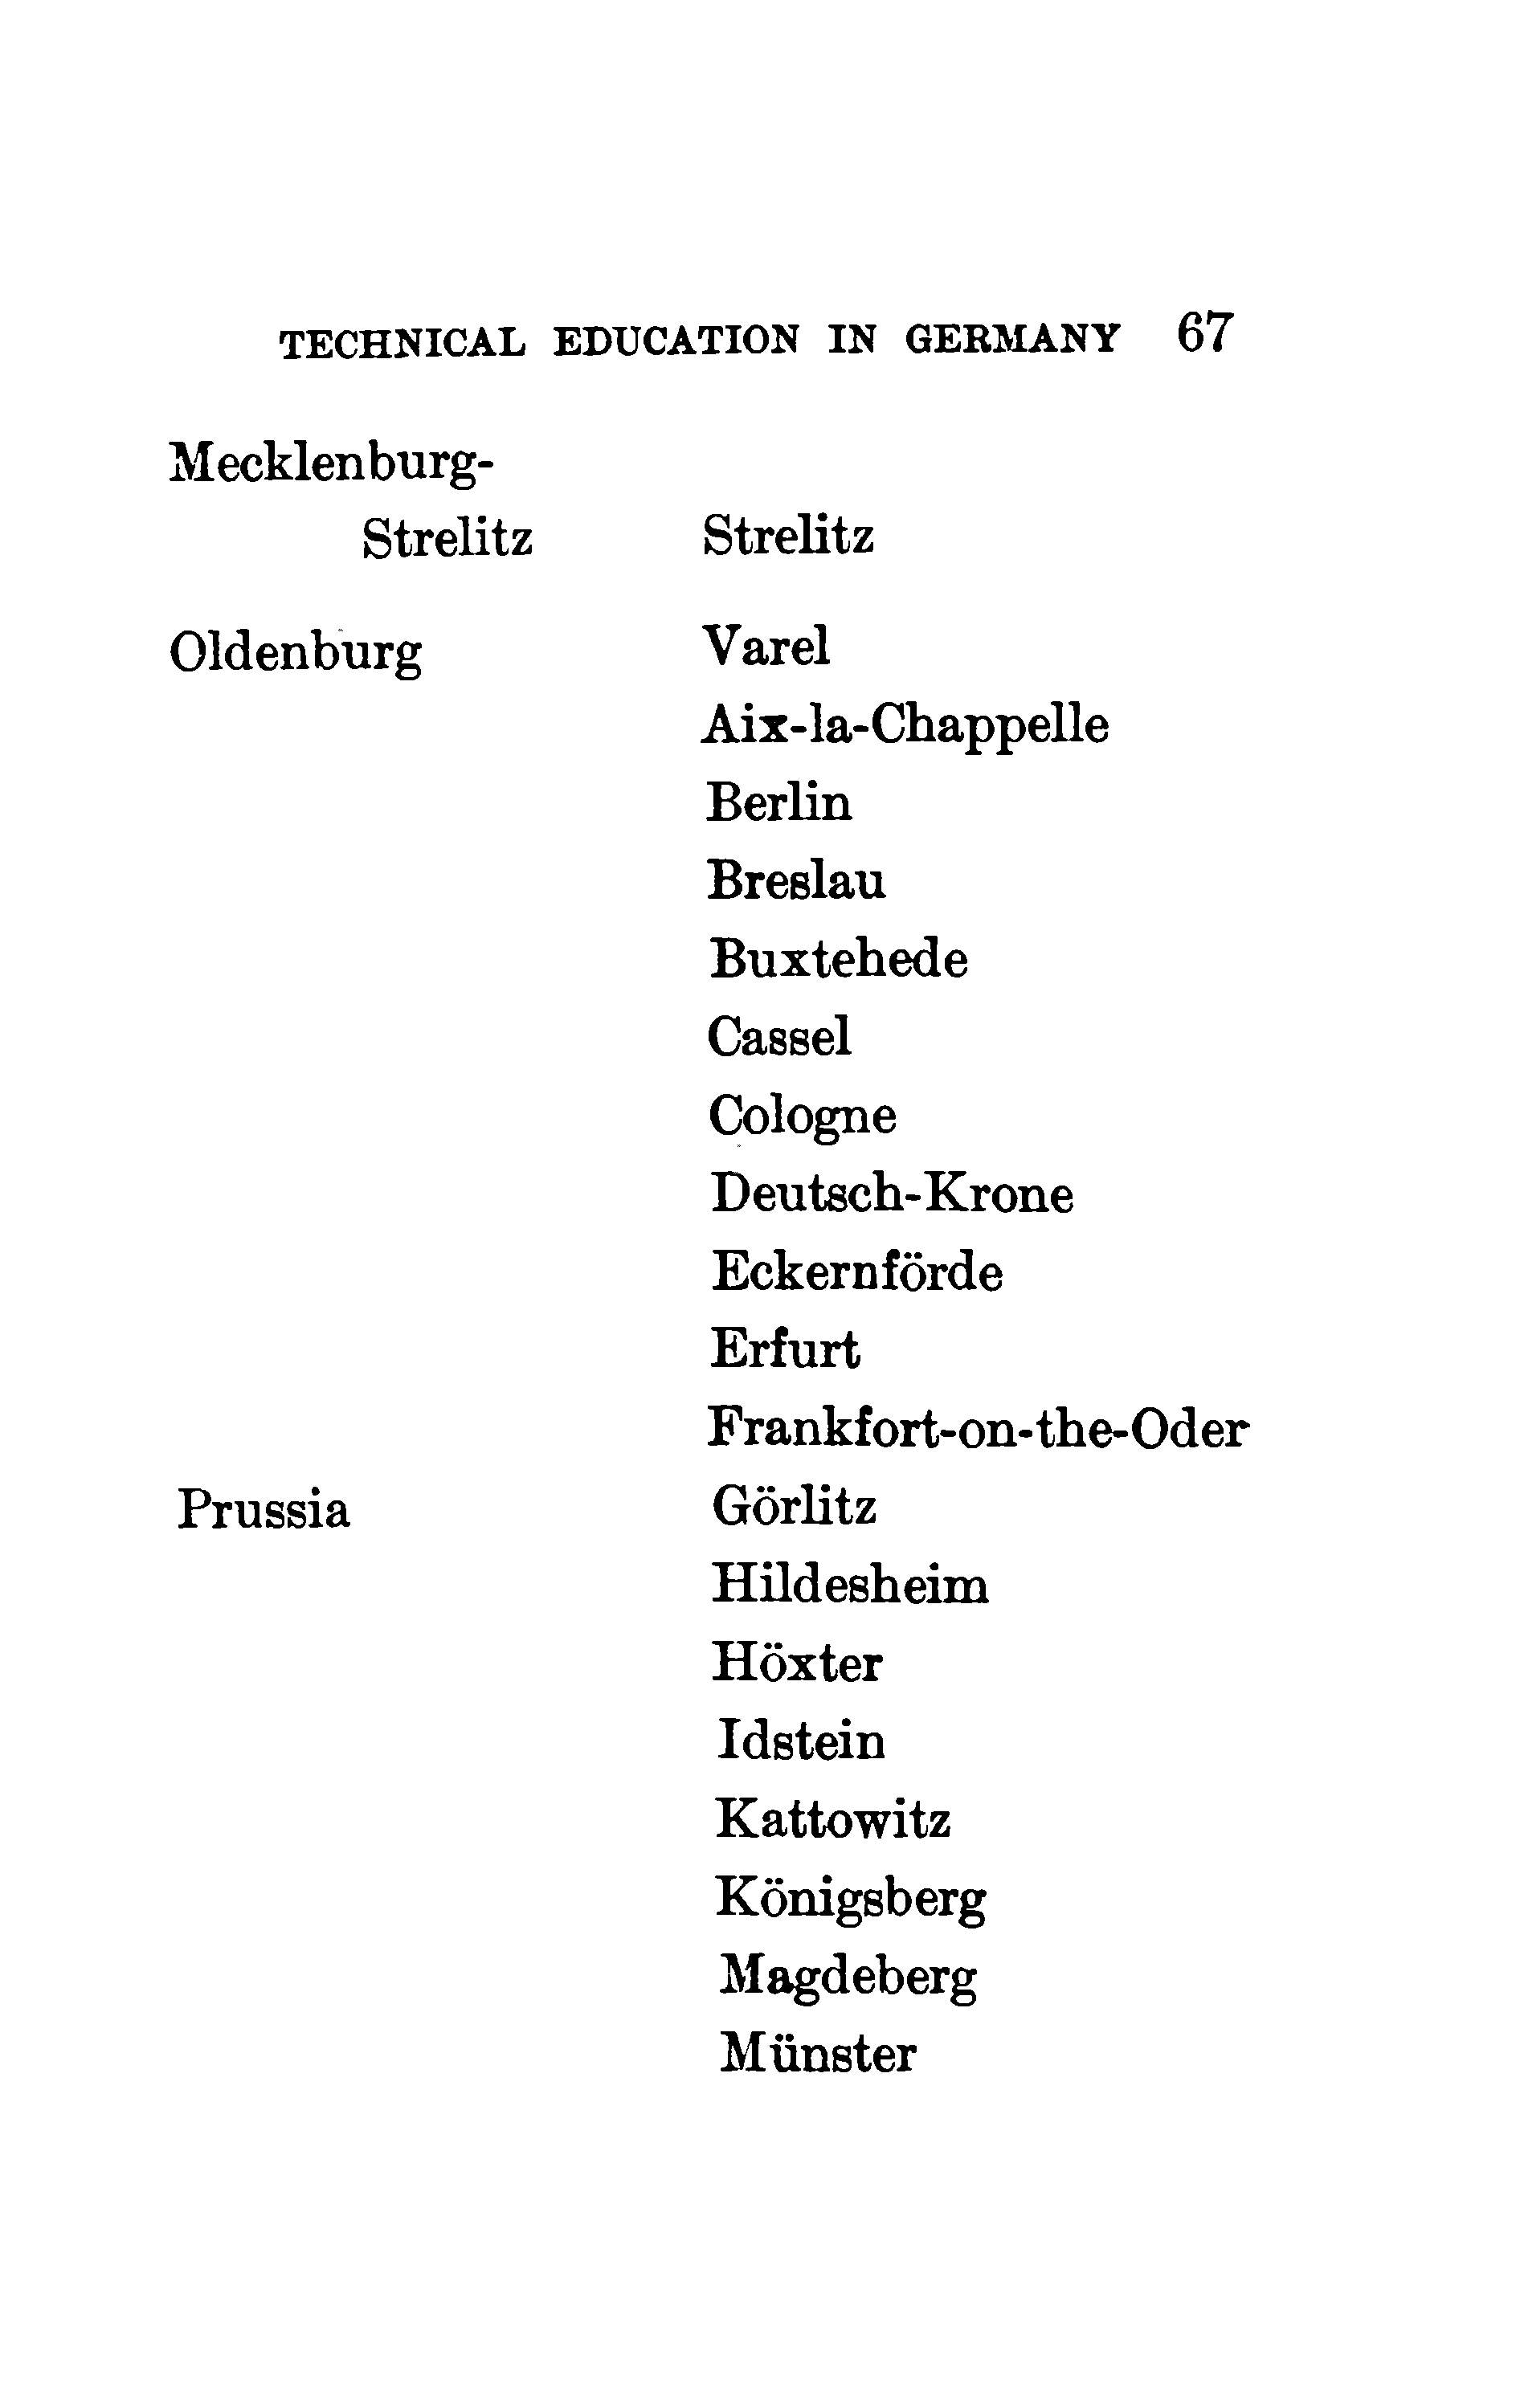 TECHNICAL EDUCATION IN GERMANY 67
Mecklenburg-
Strelitz Strelitz
Oldenburg Varel
Aix-la-Chappelle
Berlin
Breslau
Buxtehede
Cassel
Cologne
Deutsch-Krone
Eckernförde
Erfurt
Frankfort-on-the-Oder
Prussia Görlitz
Hildesheim
Höxter
Idstein
Kattowitz
Königsberg
Magdeberg
Münster